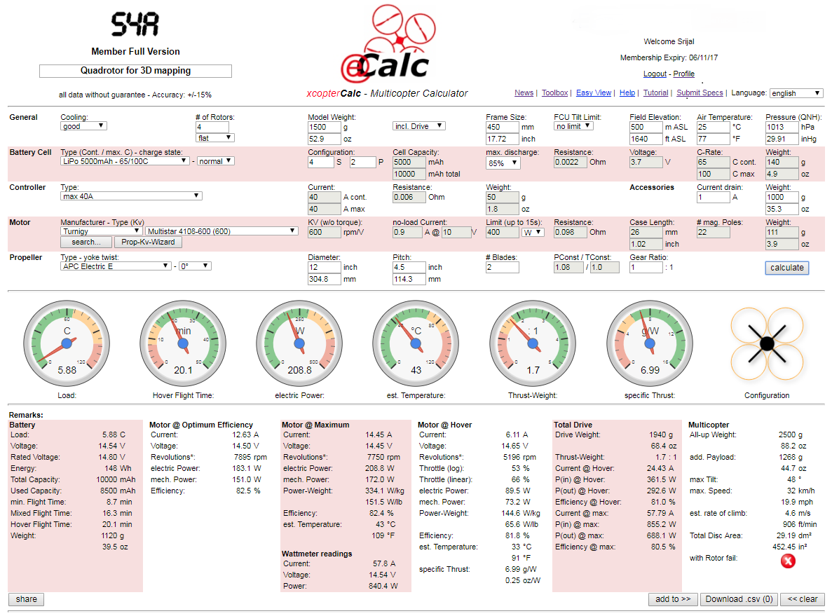 S4A
Member Full Version
Quadrotor for 3D mapping
all data without guarantee - Accuracy: +/-15%
@Calc
xcopterCalc - Multicopter Calculator
Welcome Srijal
Membership Expiry: 06/11/17
Logout - Profile
News | Toolbox | Easy View | Help | Tutorial | Submit Specs | Language: english
General Cooling: # of Rotors: Model Weight: Frame Size: FCU Tilt Limit: Field Elevation: Air Temperature: Pressure (QNH):
good 4 1500 g incl. Drive 450 mm no limit 500 m ASL 25 °C 1013 hPa
flat 52.9 oz 17.72 inch 1640 ft ASL 77 °F 29.91 inHg
Battery Cell Type (Cont. / max. C) - charge state: Configuration: Cell Capacity: max. discharge: Resistance: Voltage: C-Rate: Weight:
LiPo 5000mAh - 65/100C - normal 4 S 2 P 5000 mAh 85% 0.0022 Ohm 3.7 V 65 C cont. 140 g
10000 mAh total 100 C max 4.9 oz
Controller Type: Current: Resistance: Weight: Accessories Current drain: Weight:
max 40A 40 A cont. 0.006 Ohm 50 g 1 A 1000 g
40 A max 1.8 oz 35.3 oz
Motor Manufacturer - Type (Kv) KV (w/o torque): no-load Current: Limit (up to 15s): Resistance: Case Length: # mag. Poles: Weight:
Turnigy - Multistar 4108-600 (600) 600 rpm/V 0.9 A @ 10 V 400 W 0.098 Ohm 26 mm 22 111 g
search... Prop-Kv-Wizard 1.02 inch 3.9 oz
Propeller Type - yoke twist: Diameter: Pitch: # Blades: PConst / TConst: Gear Ratio:
APC Electric E - 0° 12 inch 4.5 inch 2 1.08 / 1.0 1 : 1 calculate
304.8 mm 114.3 mm
C min W °C : 1 g/W
5.88 20.1 208.8 43 1.7 6.99
Load: Hover Flight Time: electric Power: est. Temperature: Thrust-Weight: specific Thrust: Configuration
Remarks:
Battery
Load: 5.88 C
Voltage: 14.54 V
Rated Voltage: 14.80 V
Energy: 148 Wh
Total Capacity: 10000 mAh
Used Capacity: 8500 mAh
min. Flight Time: 8.7 min
Mixed Flight Time: 16.3 min
Hover Flight Time: 20.1 min
Weight: 1120 g
39.5 oz
Motor @ Optimum Efficiency
Current: 12.63 A
Voltage: 14.50 V
Revolutions*: 7895 rpm
electric Power: 183.1 W
mech. Power: 151.0 W
Efficiency: 82.5 %
Motor @ Maximum
Current: 14.45 A
Voltage: 14.45 V
Revolutions*: 7750 rpm
electric Power: 208.8 W
mech. Power: 172.0 W
Power-Weight: 334.1 W/kg
151.5 W/lb
Efficiency: 82.4 %
est. Temperature: 43 °C
109 °F
Wattmeter readings
Current: 57.8 A
Voltage: 14.54 V
Power: 840.4 W
Motor @ Hover
Current: 6.11 A
Voltage: 14.65 V
Revolutions*: 5196 rpm
Throttle (log): 53 %
Throttle (linear): 66 %
electric Power: 89.5 W
mech. Power: 73.2 W
Power-Weight: 144.6 W/kg
65.6 W/lb
Efficiency: 81.8 %
est. Temperature: 33 °C
91 °F
specific Thrust: 6.99 g/W
0.25 oz/W
Total Drive
Drive Weight: 1940 g
68.4 oz
Thrust-Weight: 1.7 : 1
Current @ Hover: 24.43 A
P(in) @ Hover: 361.5 W
P(out) @ Hover: 292.6 W
Efficiency @ Hover: 81.0 %
Current @ max: 57.79 A
P(in) @ max: 855.2 W
P(out) @ max: 688.1 W
Efficiency @ max: 80.5 %
Multicopter
All-up Weight: 2500 g
88.2 oz
add. Payload: 1268 g
44.7 oz
max Tilt: 48 °
max. Speed: 32 km/h
19.9 mph
est. rate of climb: 4.6 m/s
906 ft/min
Total Disc Area: 29.19 dm²
452.45 in²
with Rotor fail:
share add to >> Download .csv (0) << clear